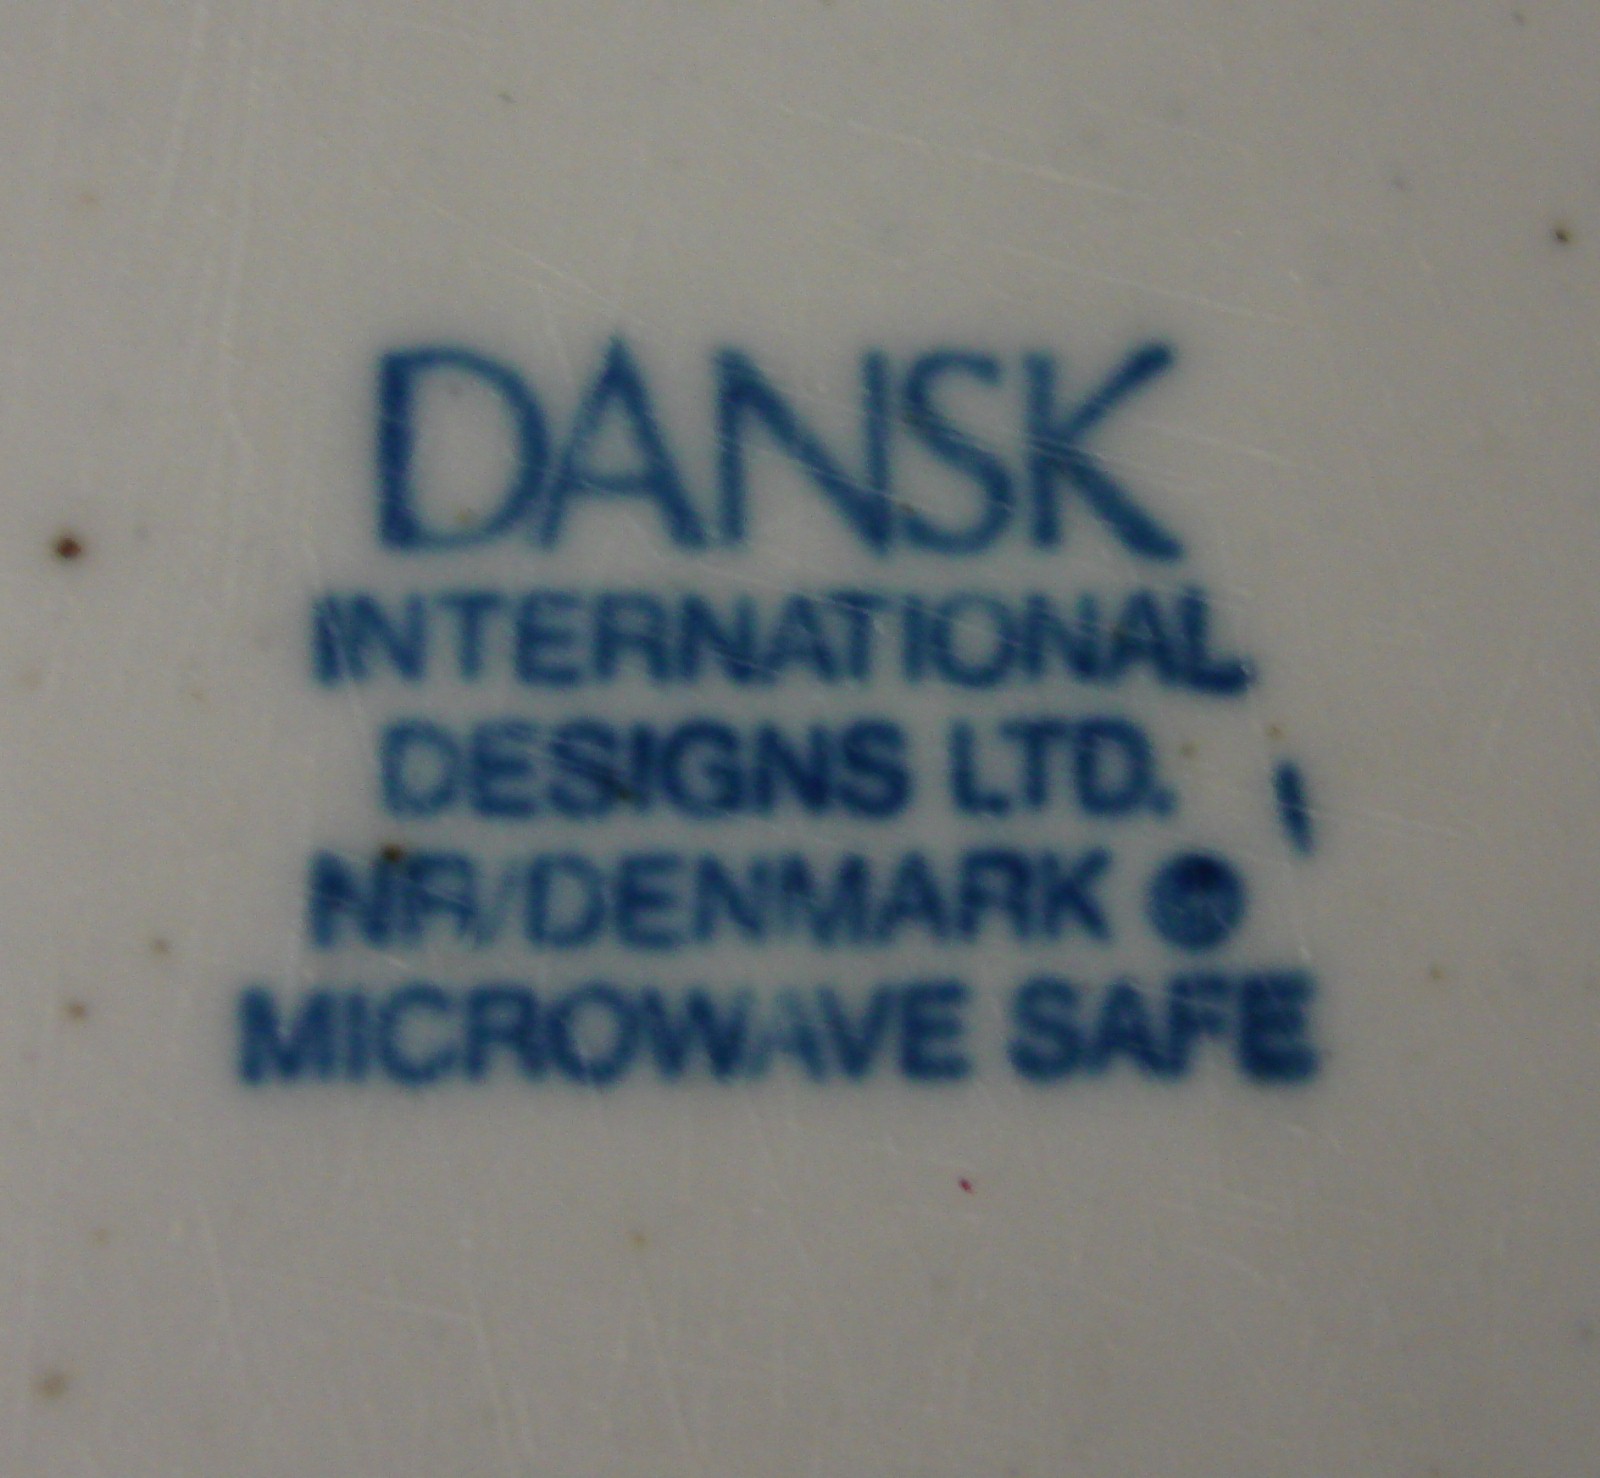 DANSK
INTERNATIONAL
DESIGNS LTD.
NR/DENMARK
MICROWAVE SAFE